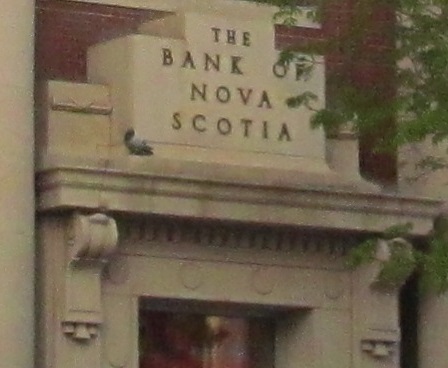 THE
BANK OF
NOVA
SCOTIA